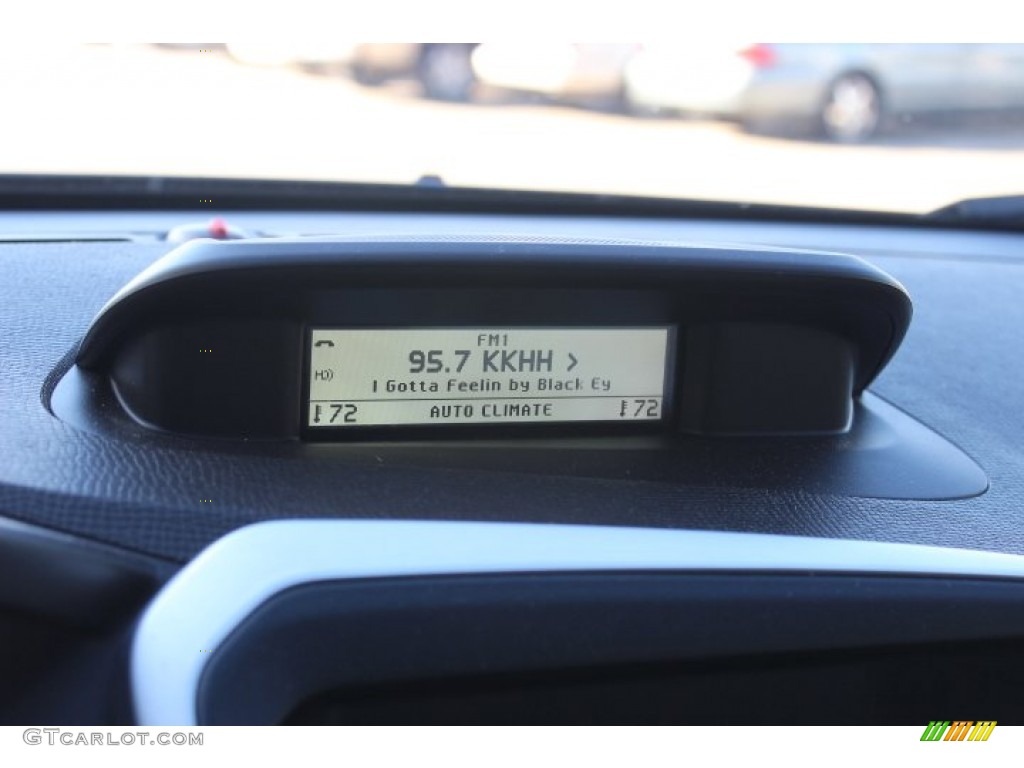 FM1
95.7 KKHH >
HD)
I Gotta Feelin by Black Ey
72 AUTO CLIMATE 72
GTCarLot.com